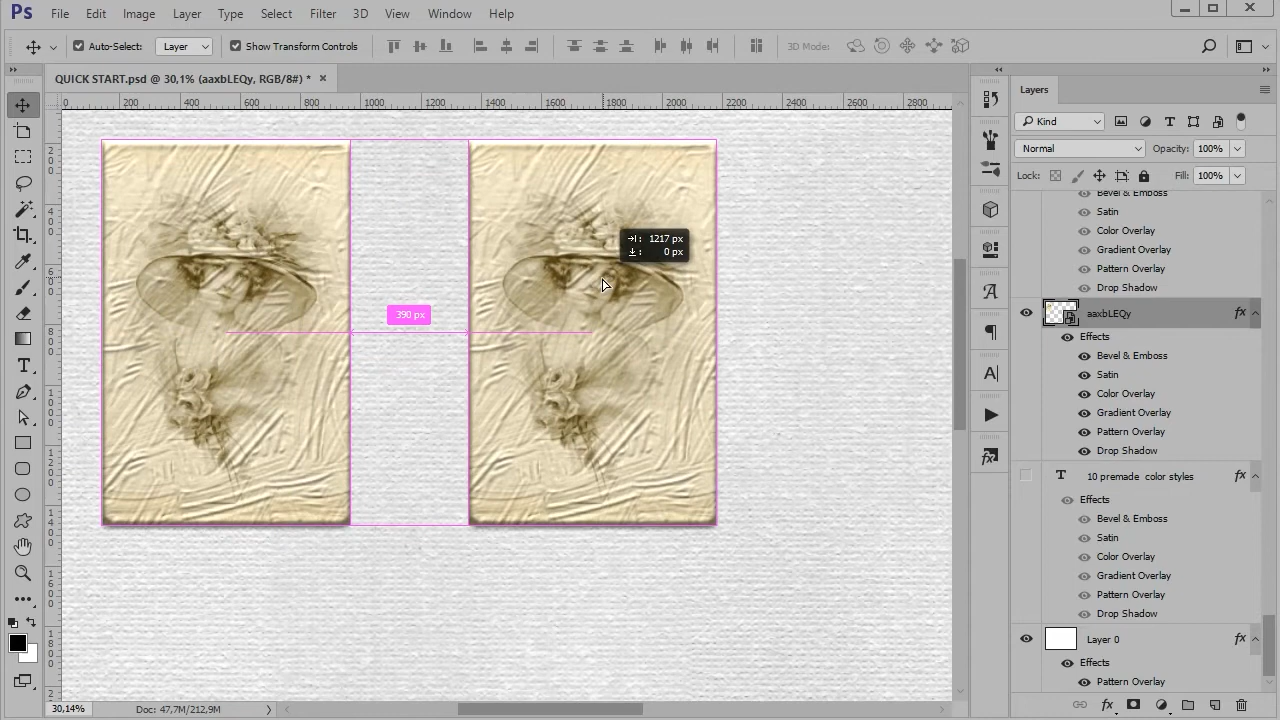 Ps File Edit Image Layer Type Select Filter 3D View Window Help
Auto-Select: Layer Show Transform Controls 3D Mode:
QUICK START.psd @ 30,1% (aaxbLEQy, RGB/8#) * ×
0 200 400 600 800 1000 1200 1400 1600 1800 2000 2200 2400 2600 2800
Layers
Kind
Normal Opacity: 100%
Lock: Fill: 100%
Bevel & Emboss
Satin
Color Overlay
Gradient Overlay
Pattern Overlay
Drop Shadow
1217 px
0 px
390 px
aaxbLEQy fx
Effects
Bevel & Emboss
Satin
Color Overlay
Gradient Overlay
Pattern Overlay
Drop Shadow
T 10 premade color styles fx
Effects
Bevel & Emboss
Satin
Color Overlay
Gradient Overlay
Pattern Overlay
Drop Shadow
Layer 0 fx
Effects
Pattern Overlay
30,14% Doc: 47,7M/212,9M